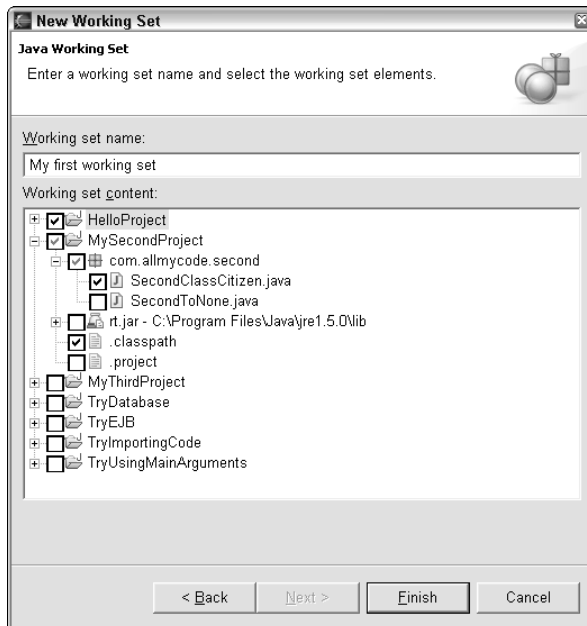 New Working Set
Java Working Set
Enter a working set name and select the working set elements.
Working set name:
My first working set
Working set content:
HelloProject
MySecondProject
com.allmycode.second
SecondClassCitizen.java
SecondToNone.java
rt.jar - C:\Program Files\Java\jre1.5.0\lib
.classpath
.project
MyThirdProject
TryDatabase
TryEJB
TryImportingCode
TryUsingMainArguments
< Back Next > Finish Cancel